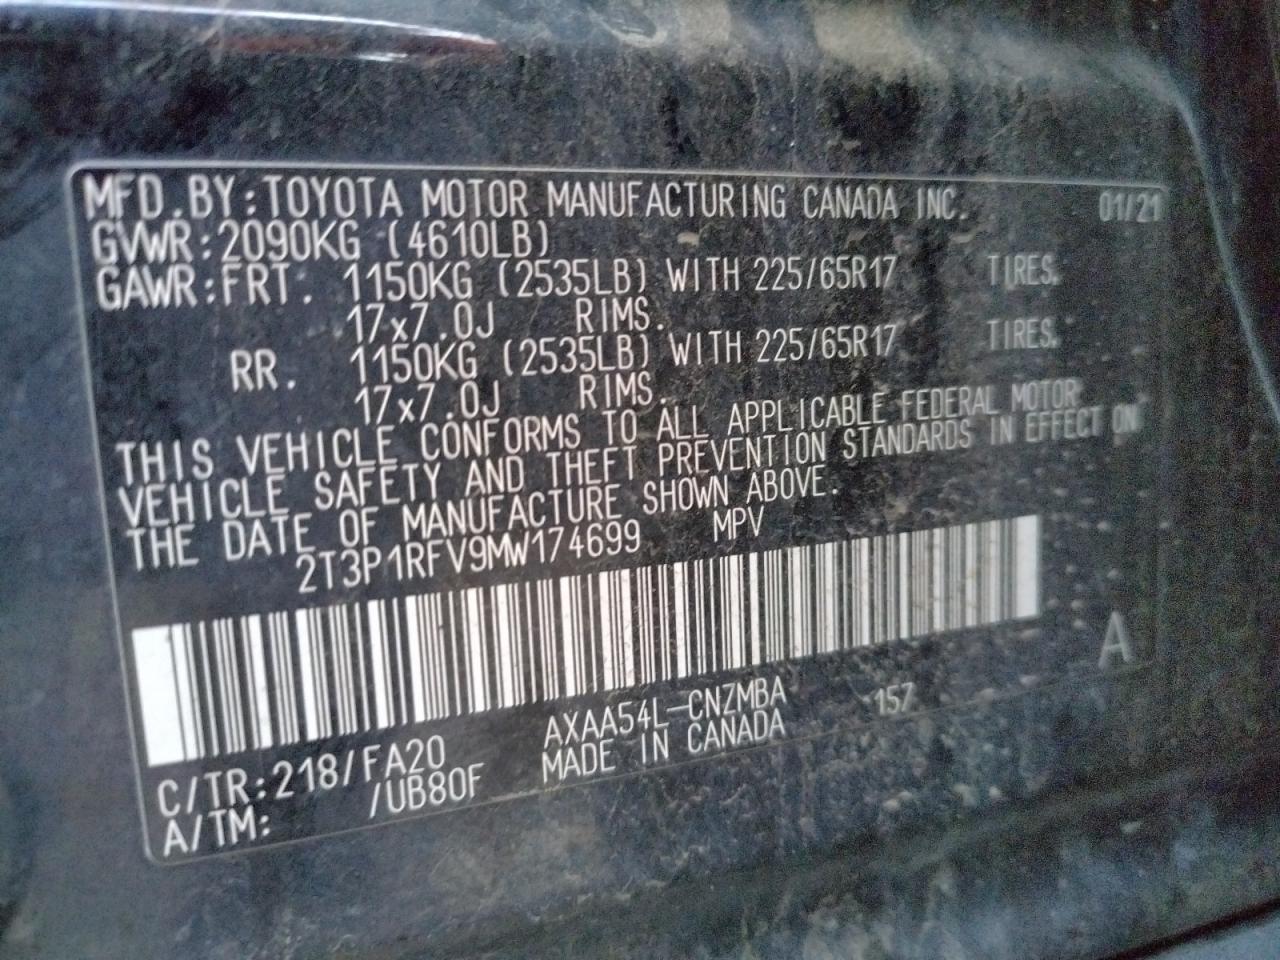 MFD.BY:TOYOTA MOTOR MANUFACTURING CANADA INC. 01/21
GVWR:2090KG (4610LB)
GAWR:FRT. 1150KG (2535LB) WITH 225/65R17 TIRES.
17x7.0J RIMS.
RR. 1150KG (2535LB) WITH 225/65R17 TIRES.
17x7.0J RIMS.
THIS VEHICLE CONFORMS TO ALL APPLICABLE FEDERAL MOTOR
VEHICLE SAFETY AND THEFT PREVENTION STANDARDS IN EFFECT ON
THE DATE OF MANUFACTURE SHOWN ABOVE.
2T3P1RFV9MW174699 MPV
A
C/TR:218/FA20 AXAA54L-CNZMBA 157
A/TM: /UB80F MADE IN CANADA